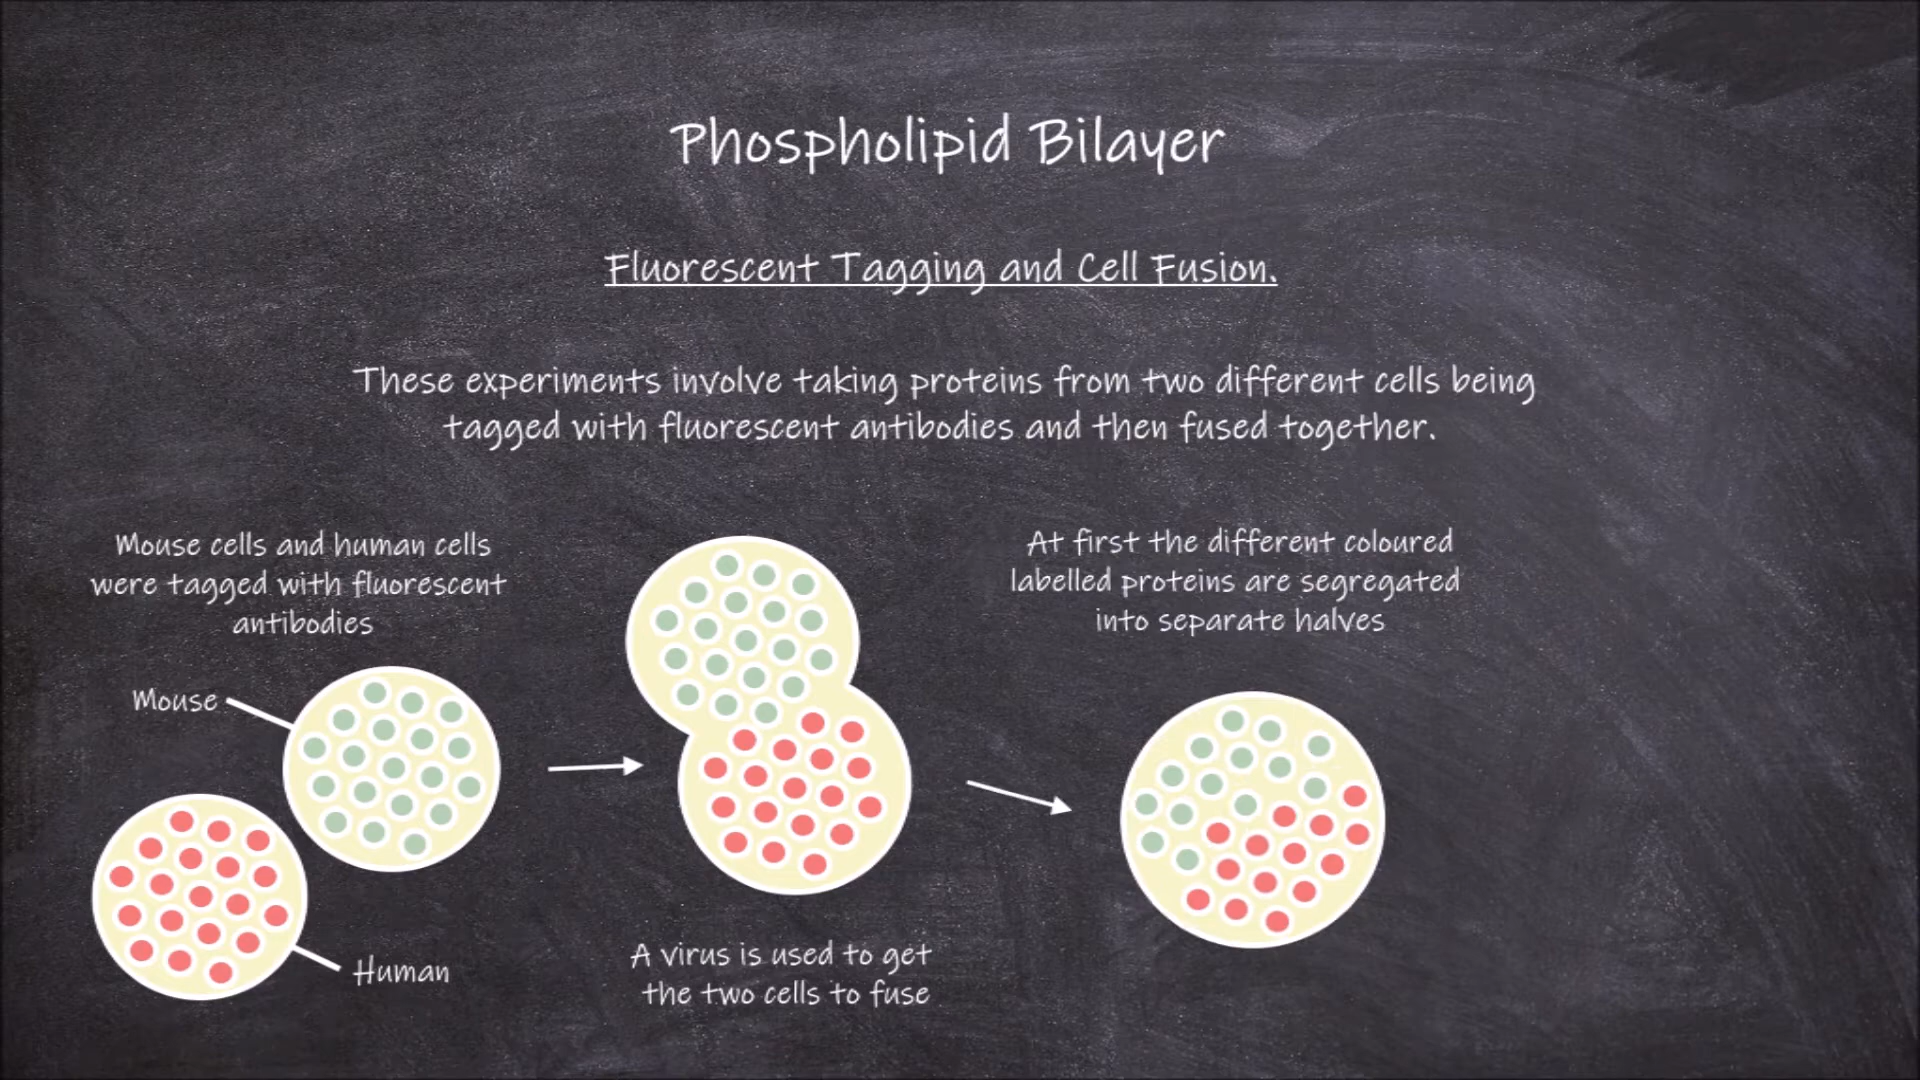 Phospholipid Bilayer
Fluorescent Tagging and Cell Fusion.
These experiments involve taking proteins from two different cells being
tagged with fluorescent antibodies and then fused together.
Mouse cells and human cells
were tagged with fluorescent
antibodies
Mouse
Human
A virus is used to get
the two cells to fuse
At first the different coloured
labelled proteins are segregated
into separate halves